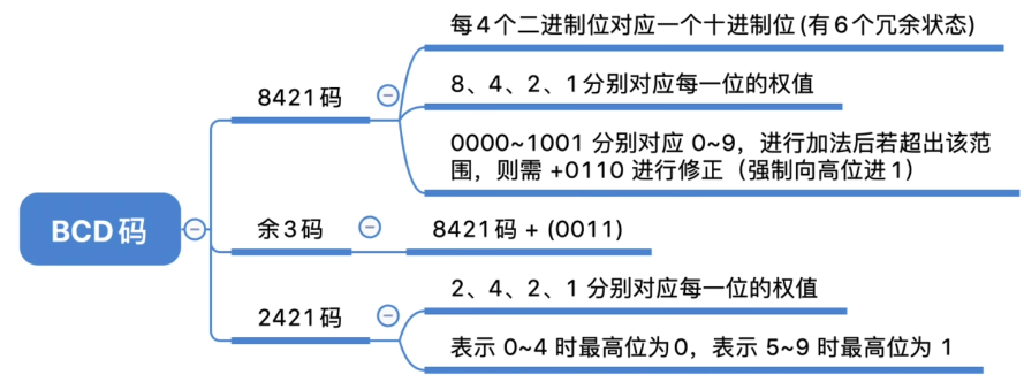 BCD码
8421码
每4个二进制位对应一个十进制位(有6个冗余状态)
8、4、2、1分别对应每一位的权值
0000~1001 分别对应 0~9，进行加法后若超出该范
围，则需 +0110 进行修正（强制向高位进1）
余3码
8421码 + (0011)
2421码
2、4、2、1 分别对应每一位的权值
表示 0~4 时最高位为0，表示 5~9 时最高位为 1